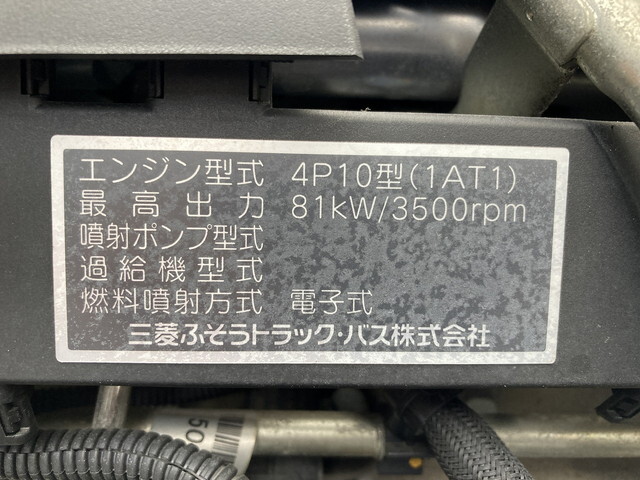 エンジン型式 4P10型(1AT1)
最高出力 81kW/3500rpm
噴射ポンプ型式
過給機型式
燃料噴射方式 電子式
三菱ふそうトラック・バス株式会社
50